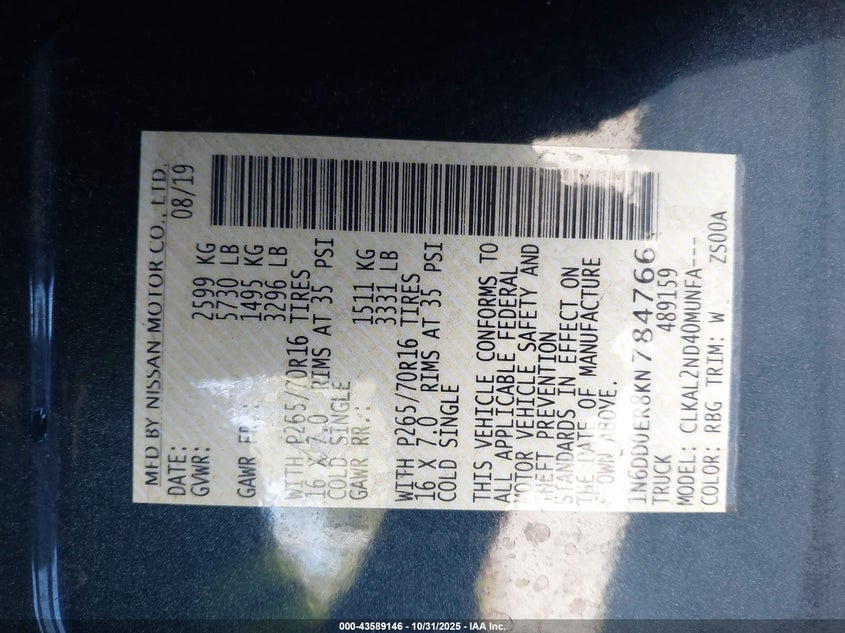 MFD BY NISSAN MOTOR CO., LTD.
DATE: 08/19
GVWR: 2599 KG
5730 LB
GAWR FR.: 1495 KG
3296 LB
WITH P265/70R16 TIRES
16 X 7.0 RIMS AT 35 PSI
COLD SINGLE
GAWR RR.: 1511 KG
3331 LB
WITH P265/70R16 TIRES
16 X 7.0 RIMS AT 35 PSI
COLD SINGLE
THIS VEHICLE CONFORMS TO
ALL APPLICABLE FEDERAL
MOTOR VEHICLE SAFETY AND
THEFT PREVENTION
STANDARDS IN EFFECT ON
THE DATE OF MANUFACTURE
SHOWN ABOVE.
1N6DD0ER8KN784766
TRUCK 489159
MODEL: CLKAL2ND40MUNFA----
COLOR: RBG TRIM: W ZS00A
000-43589146 - 10/31/2025 - IAA Inc.